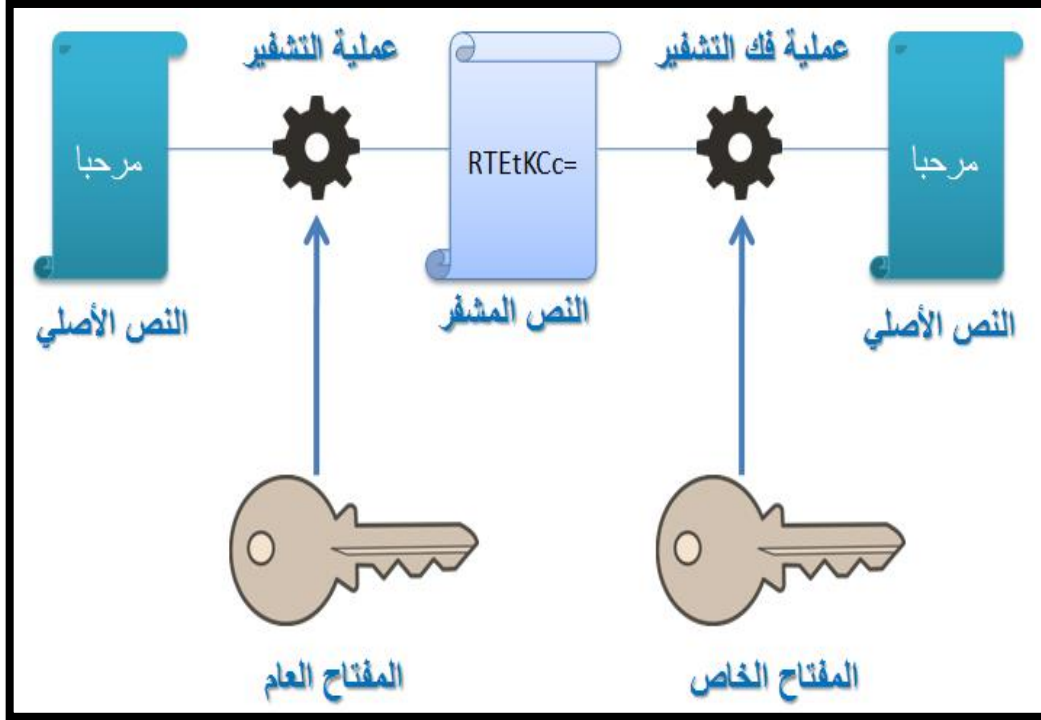 عملية التشفير
عملية فك التشفير
مرحبا
RTEtKCc=
مرحبا
النص الأصلي
النص المشفر
النص الأصلي
المفتاح العام
المفتاح الخاص